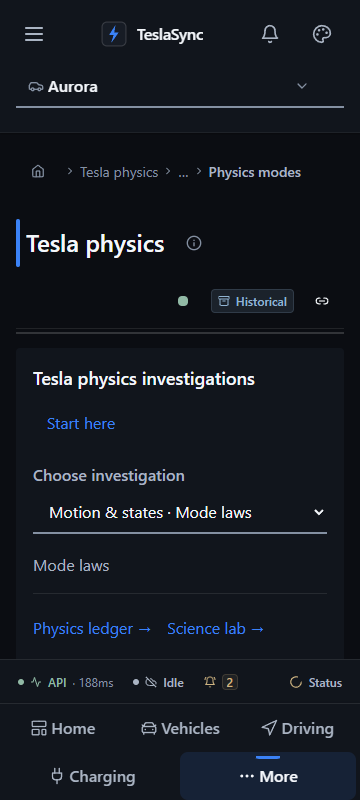 TeslaSync
Aurora
Tesla physics > ... > Physics modes
Tesla physics
Historical
Tesla physics investigations
Start here
Choose investigation
Motion & states · Mode laws
Mode laws
Physics ledger → Science lab →
API · 188ms Idle 2 Status
Home Vehicles Driving
Charging ··· More